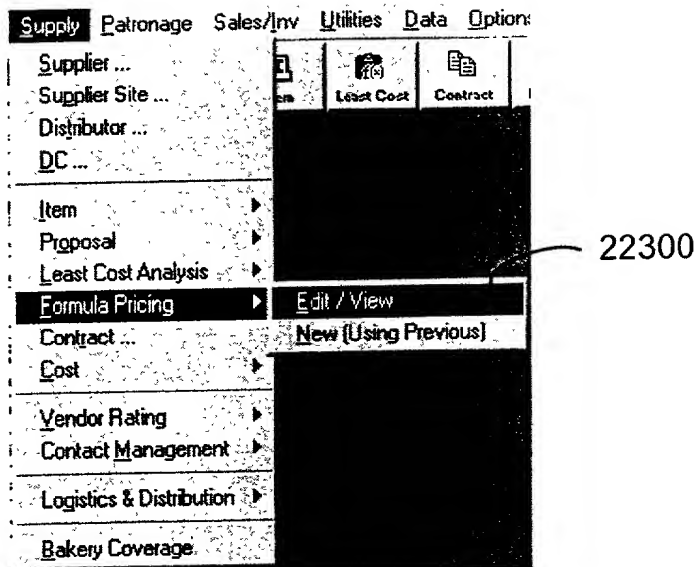 Supply Patronage Sales/Inv Utilities Data Option
Supplier ...
Supplier Site ...
Distributor ...
DC ...
Least Cost Contract
Item
Proposal
Least Cost Analysis
Formula Pricing
Edit / View
22300
New (Using Previous)
Contract ...
Cost
Vendor Rating
Contact Management
Logistics & Distribution
Bakery Coverage